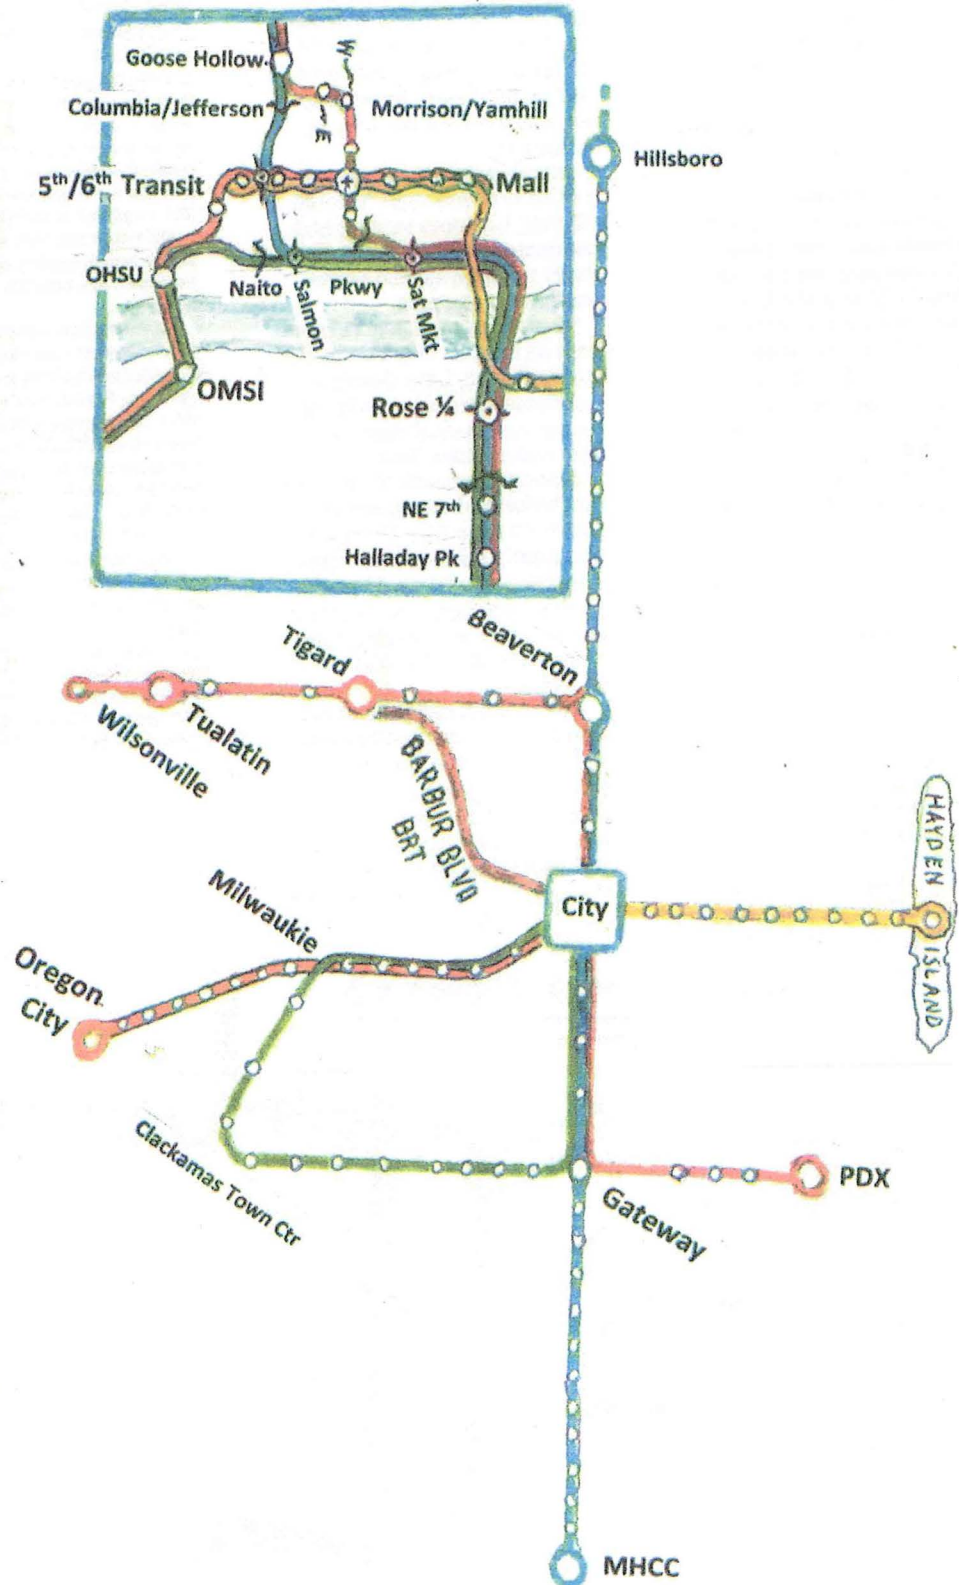 Goose Hollow
W
Columbia/Jefferson
Morrison/Yamhill
E
5th/6th Transit
Mall
OHSU
Naito
Salmon
Pkwy
Sat Mkt
OMSI
Rose ¼
NE 7th
Halladay Pk
Hillsboro
Beaverton
Tigard
Tualatin
Wilsonville
BARBUR BLVD
BRT
City
HAYDEN
ISLAND
Milwaukie
Oregon
City
Clackamas Town Ctr
Gateway
PDX
MHCC